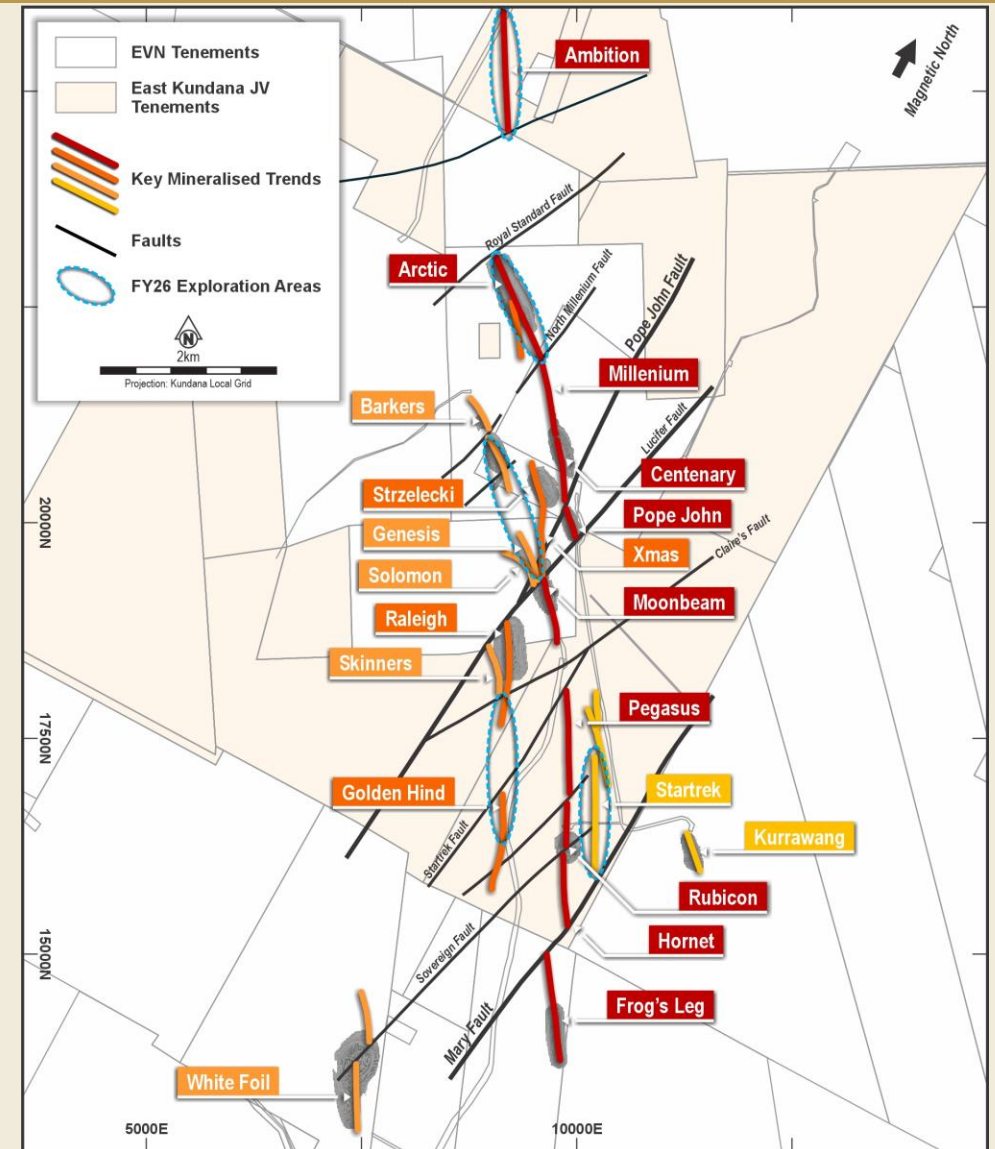 EVN Tenements
East Kundana JV
Tenements
Key Mineralised Trends
Faults
FY26 Exploration Areas
N
2km
Projection: Kundana Local Grid
Magnetic North
Ambition
Royal Standard Fault
Arctic
North Millenium Fault
Pope John Fault
Millenium
Barkers
Lucifer Fault
Centenary
Strzelecki
Pope John
20000N
Genesis
Xmas
Claire's Fault
Solomon
Moonbeam
Raleigh
Skinners
Pegasus
17500N
Golden Hind
Startrek
Startrek Fault
Kurrawang
Rubicon
Hornet
Sovereign Fault
15000N
Frog's Leg
Mary Fault
White Foil
5000E
10000E